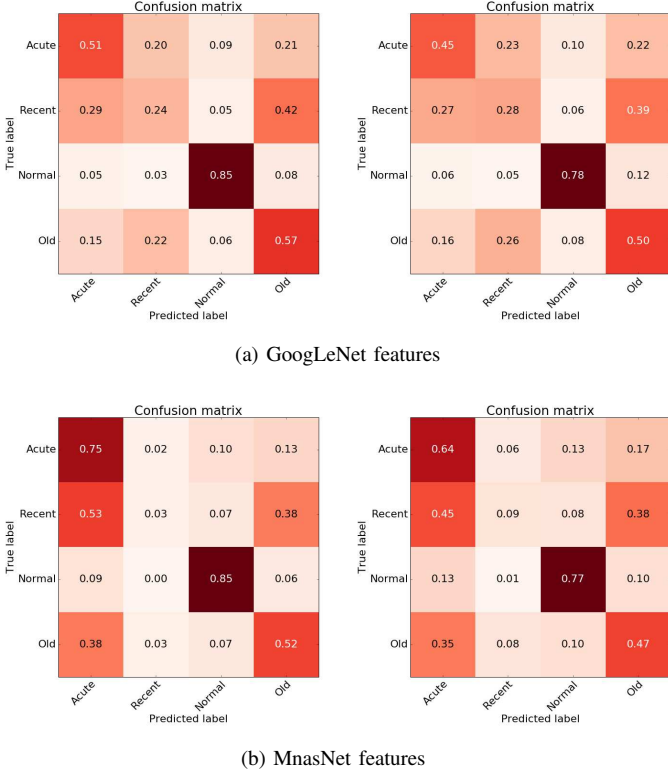 Confusion matrix Confusion matrix
Acute 0.51 0.20 0.09 0.21 Acute 0.45 0.23 0.10 0.22
Recent 0.29 0.24 0.05 0.42 Recent 0.27 0.28 0.06 0.39
Normal 0.05 0.03 0.85 0.08 Normal 0.06 0.05 0.78 0.12
Old 0.15 0.22 0.06 0.57 Old 0.16 0.26 0.08 0.50
True label True label
Acute Recent Normal Old Acute Recent Normal Old
Predicted label Predicted label
(a) GoogLeNet features
Confusion matrix Confusion matrix
Acute 0.75 0.02 0.10 0.13 Acute 0.64 0.06 0.13 0.17
Recent 0.53 0.03 0.07 0.38 Recent 0.45 0.09 0.08 0.38
Normal 0.09 0.00 0.85 0.06 Normal 0.13 0.01 0.77 0.10
Old 0.38 0.03 0.07 0.52 Old 0.35 0.08 0.10 0.47
True label True label
Acute Recent Normal Old Acute Recent Normal Old
Predicted label Predicted label
(b) MnasNet features